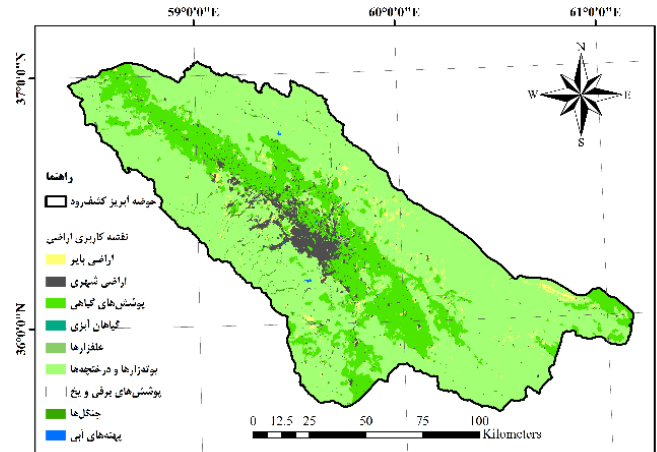 59°0'0"E 60°0'0"E 61°0'0"E
37°0'0"N
36°0'0"N
N
W E
S
راهنما
حوضه آبریز کشف‌رود
نقشه کاربری اراضی
اراضی بایر
اراضی شهری
پوشش‌های گیاهی
گیاهان آبزی
علفزارها
بوته‌زارها و درختچه‌ها
پوشش‌های برفی و یخ
جنگل‌ها
پهنه‌های آبی
0 12.5 25 50 75 100
Kilometers